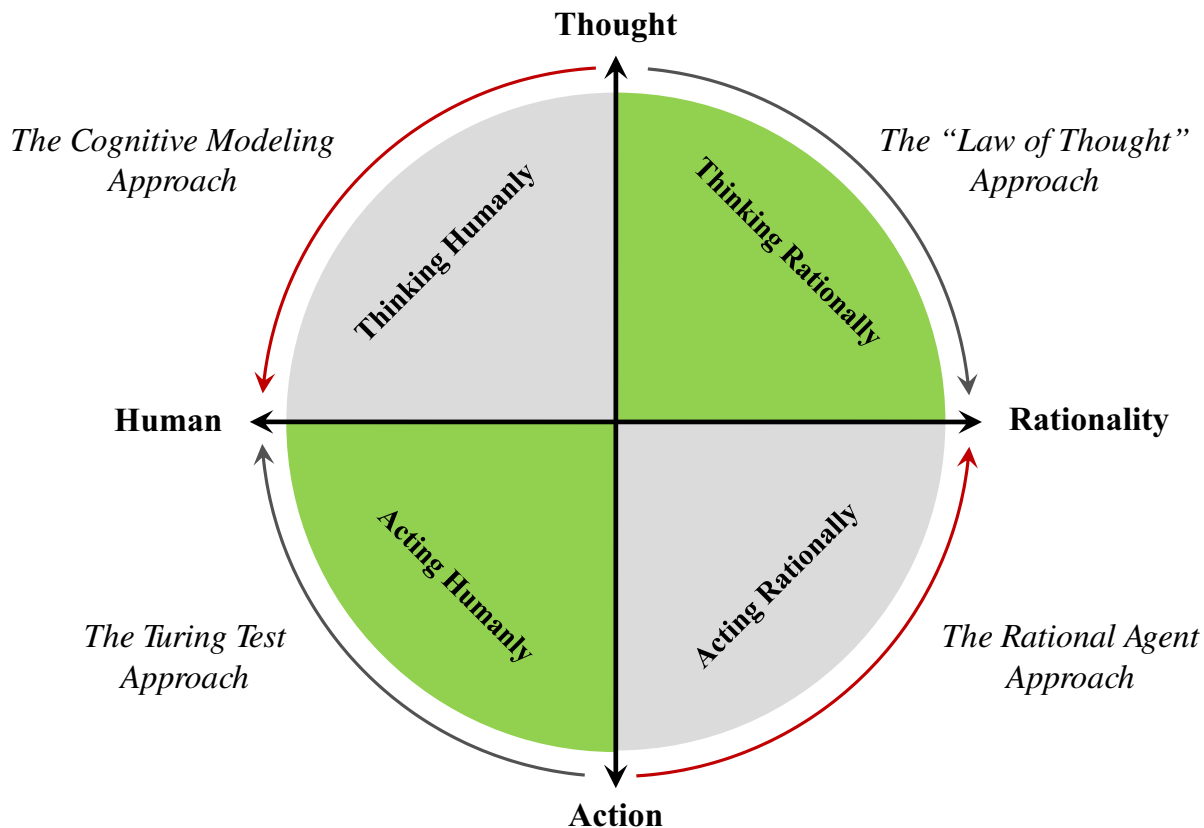 Thought
The Cognitive Modeling
Approach
The “Law of Thought”
Approach
Thinking Humanly
Thinking Rationally
Human
Rationality
Acting Humanly
Acting Rationally
The Turing Test
Approach
The Rational Agent
Approach
Action